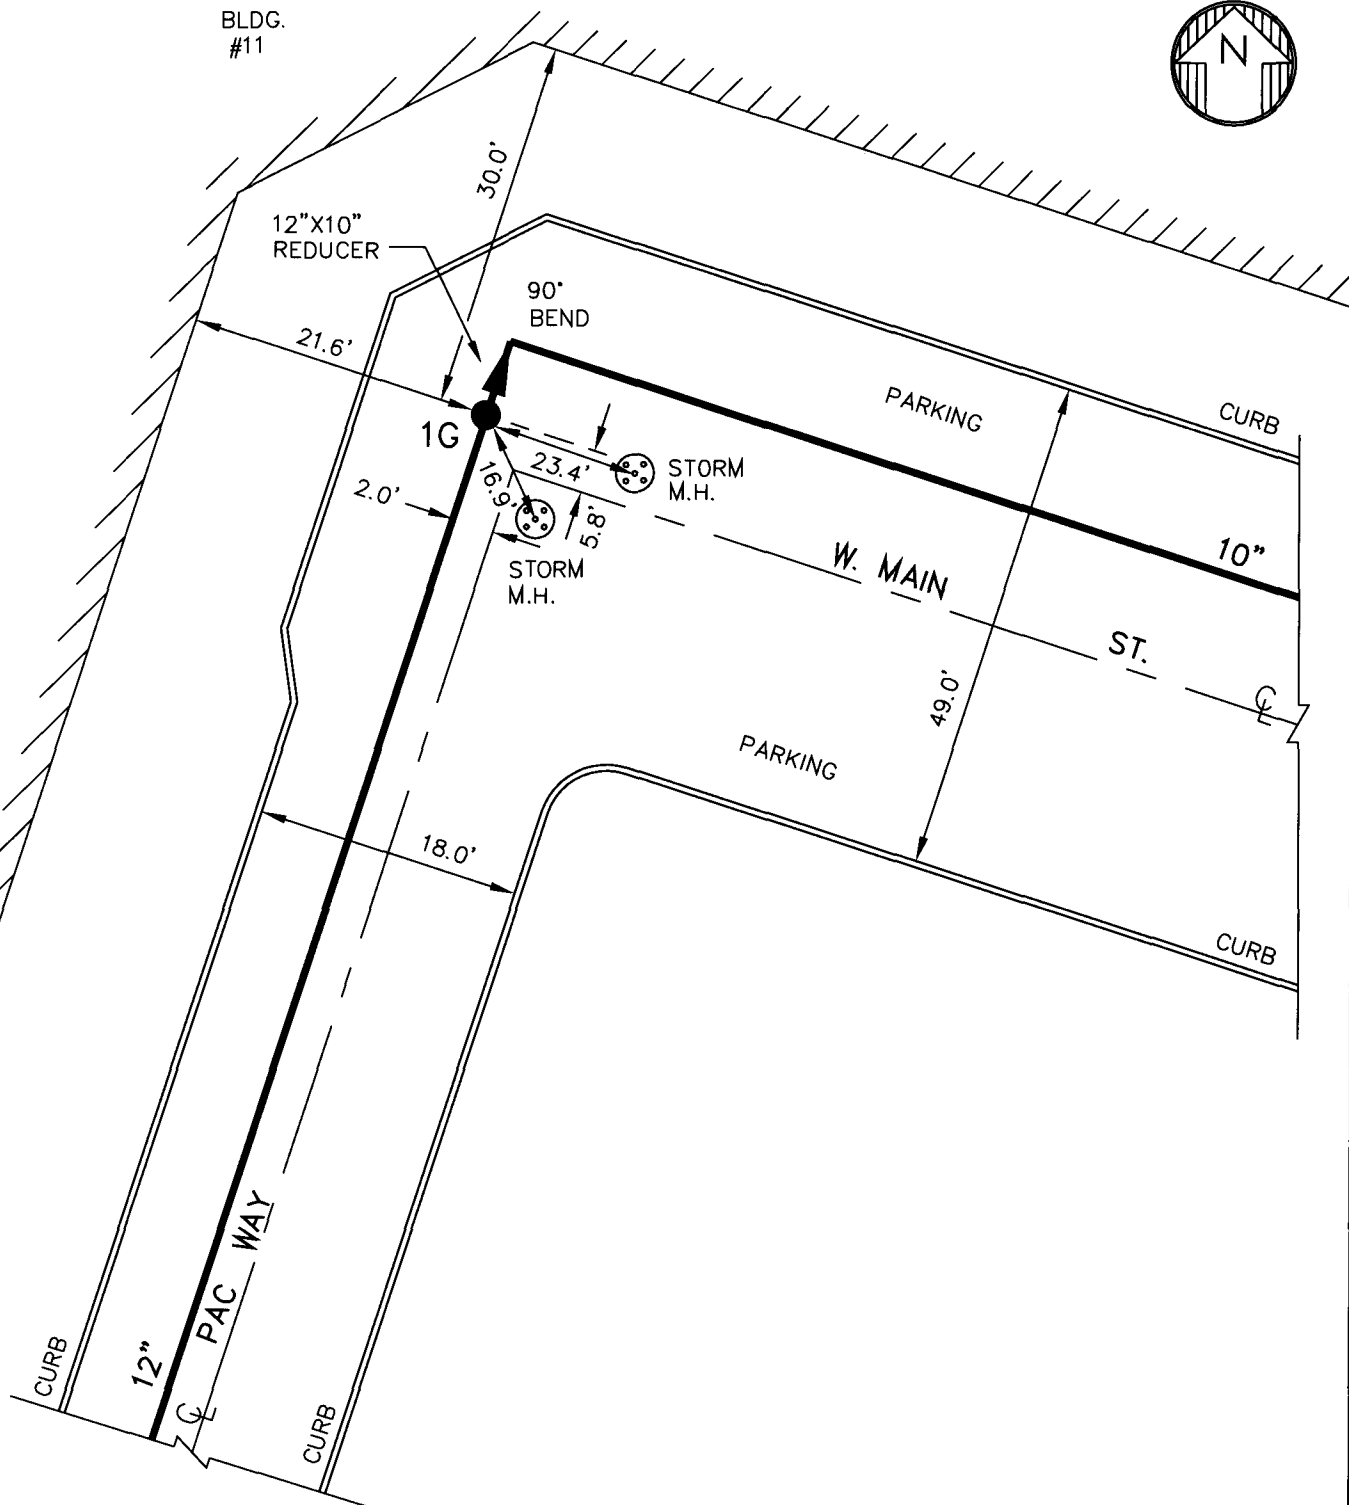 BLDG.
#11
N
30.0'
12"X10"
REDUCER
90°
BEND
21.6'
PARKING
CURB
1G
23.4'
STORM
M.H.
16.9'
2.0'
5.8'
STORM
M.H.
10"
W. MAIN
ST.
49.0'
CL
PARKING
18.0'
CURB
PAC WAY
12"
CURB
CL
CURB